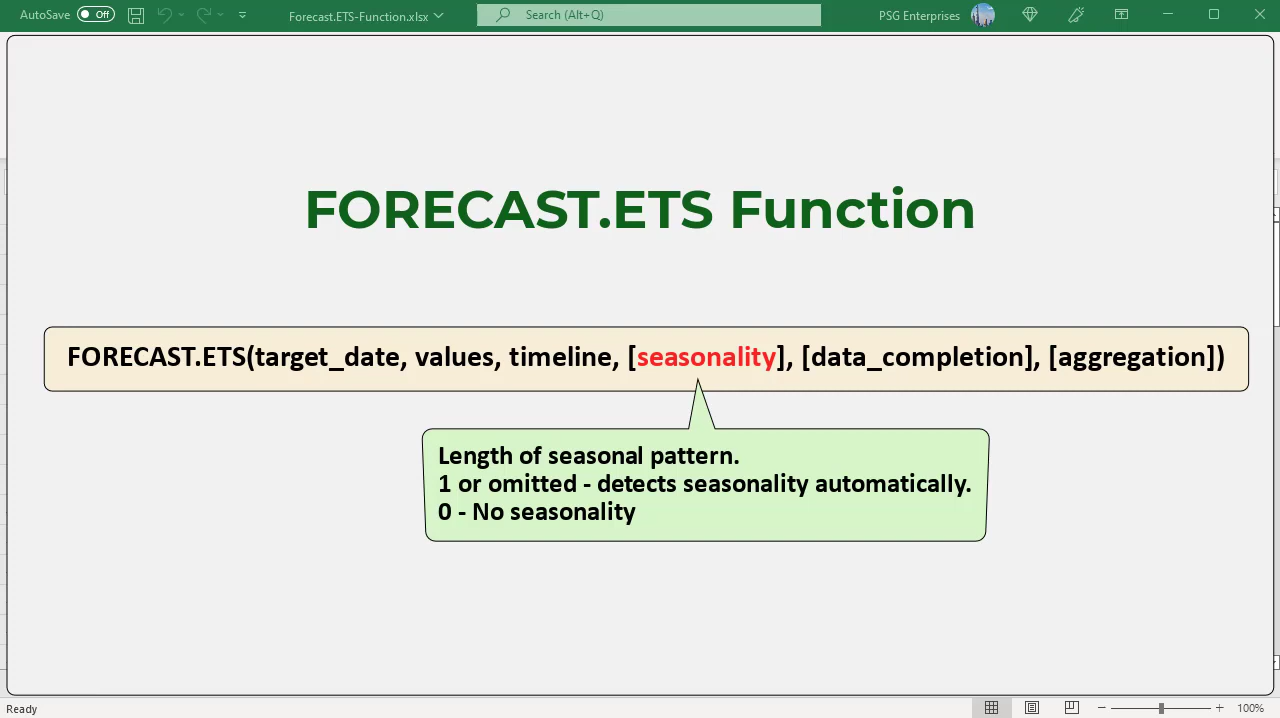 AutoSave Off Forecast.ETS-Function.xlsx Search (Alt+Q) PSG Enterprises
FORECAST.ETS Function
FORECAST.ETS(target_date, values, timeline, [seasonality], [data_completion], [aggregation])
Length of seasonal pattern.
1 or omitted - detects seasonality automatically.
0 - No seasonality
Ready 100%